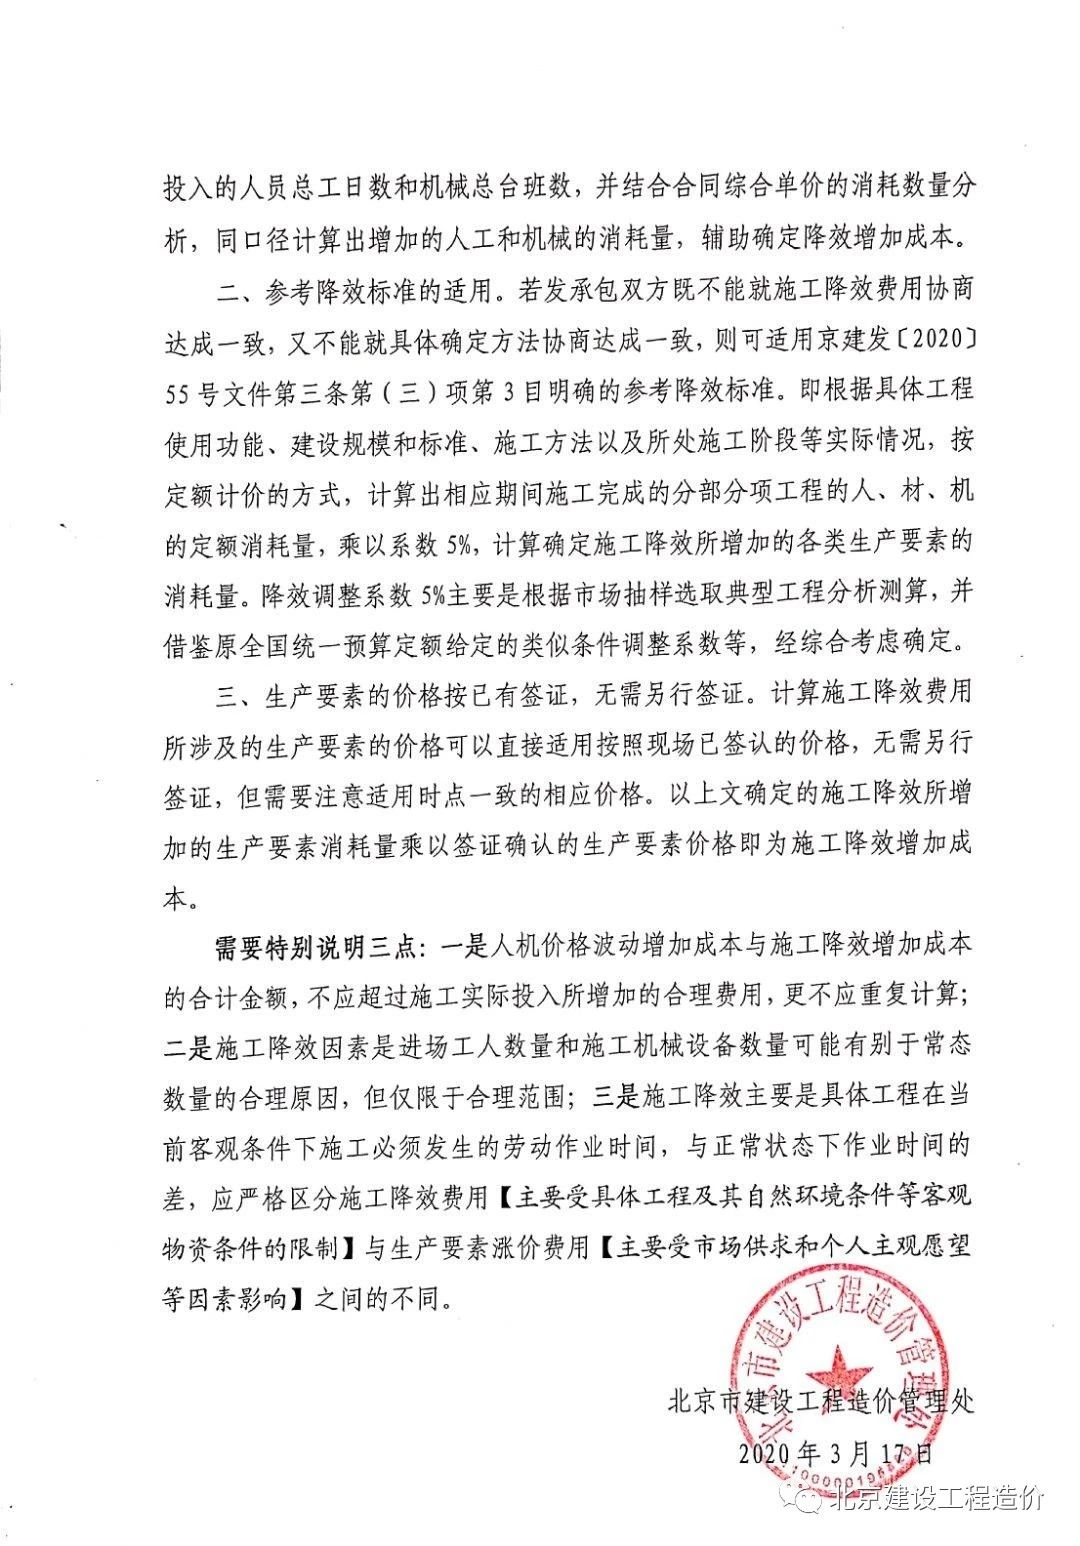 投入的人员总工日数和机械总台班数，并结合合同综合单价的消耗数量分
析，同口径计算出增加的人工和机械的消耗量，辅助确定降效增加成本。
二、参考降效标准的适用。若发承包双方既不能就施工降效费用协商
达成一致，又不能就具体确定方法协商达成一致，则可适用京建发〔2020〕
55号文件第三条第（三）项第3目明确的参考降效标准。即根据具体工程
使用功能、建设规模和标准、施工方法以及所处施工阶段等实际情况，按
定额计价的方式，计算出相应期间施工完成的分部分项工程的人、材、机
的定额消耗量，乘以系数5%，计算确定施工降效所增加的各类生产要素的
消耗量。降效调整系数5%主要是根据市场抽样选取典型工程分析测算，并
借鉴原全国统一预算定额给定的类似条件调整系数等，经综合考虑确定。
三、生产要素的价格按已有签证，无需另行签证。计算施工降效费用
所涉及的生产要素的价格可以直接适用按照现场已签认的价格，无需另行
签证，但需要注意适用时点一致的相应价格。以上文确定的施工降效所增
加的生产要素消耗量乘以签证确认的生产要素价格即为施工降效增加成
本。
需要特别说明三点：一是人机价格波动增加成本与施工降效增加成本
的合计金额，不应超过施工实际投入所增加的合理费用，更不应重复计算；
二是施工降效因素是进场工人数量和施工机械设备数量可能有别于常态
数量的合理原因，但仅限于合理范围；三是施工降效主要是具体工程在当
前客观条件下施工必须发生的劳动作业时间，与正常状态下作业时间的
差，应严格区分施工降效费用【主要受具体工程及其自然环境条件等客观
物资条件的限制】与生产要素涨价费用【主要受市场供求和个人主观愿望
等因素影响】之间的不同。
北京市建设工程造价管理处
北京市建设工程造价管理处
2020年3月17日
北京建设工程造价